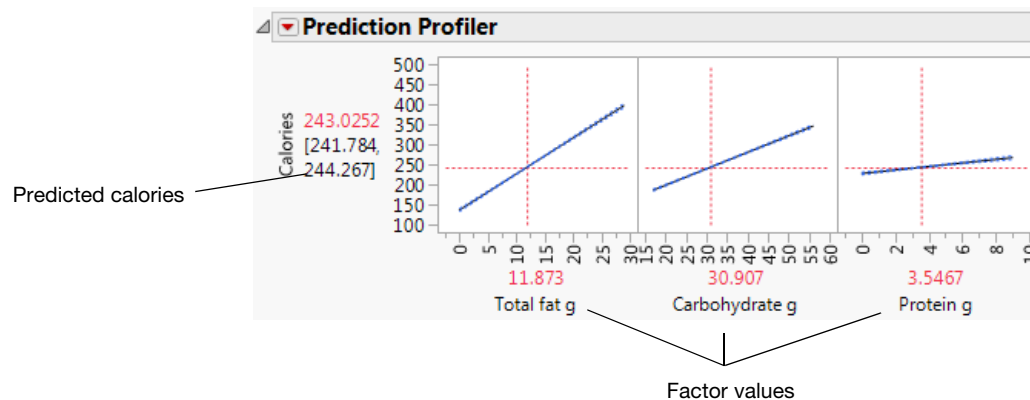 Prediction Profiler
500
450
400
350
300
250
200
150
100
Calories
243.0252
[241.784,
244.267]
Predicted calories
0 5 10 15 20 25 30
15 20 25 30 35 40 45 50 55 60
0 2 4 6 8 10
11.873 30.907 3.5467
Total fat g Carbohydrate g Protein g
Factor values